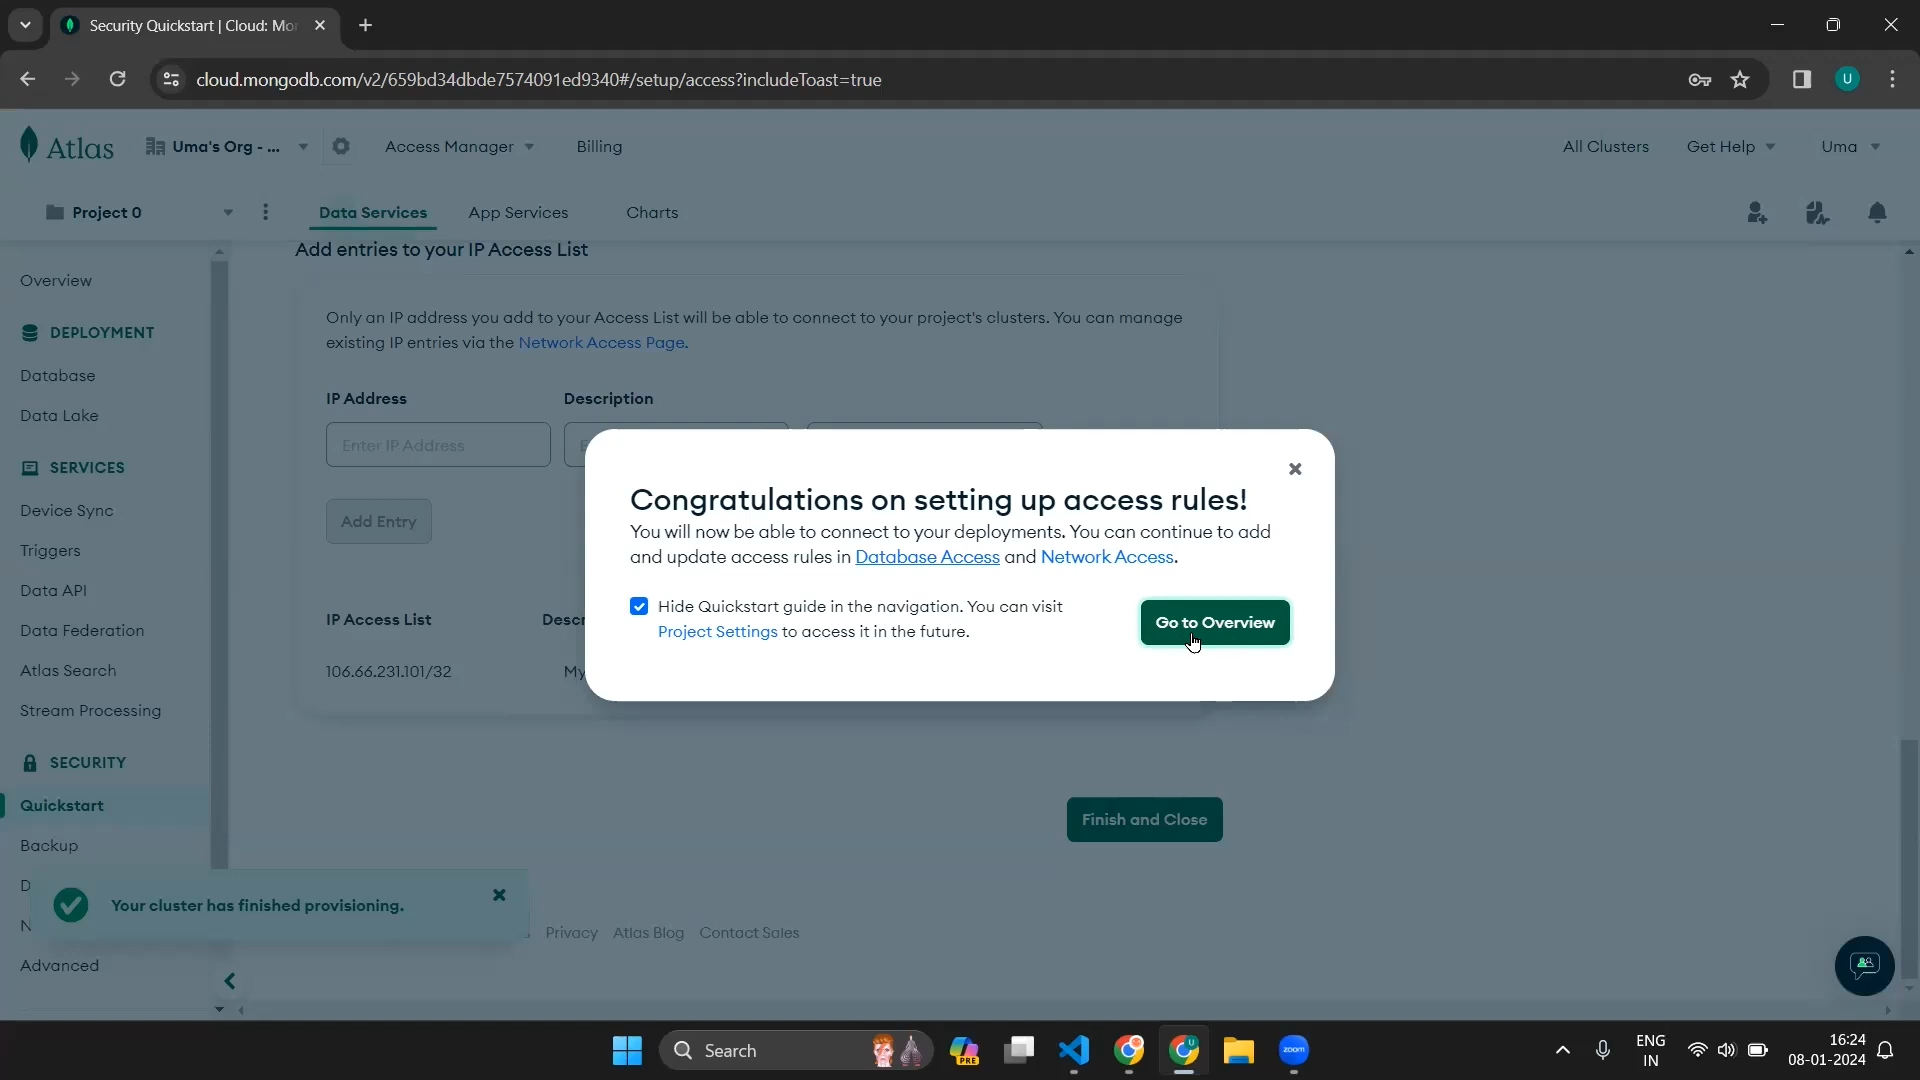 Security Quickstart | Cloud: Mon
cloud.mongodb.com/v2/659bd34dbde7574091ed9340#/setup/access?includeToast=true
U
Atlas
Uma's Org - ...
Access Manager
Billing
All Clusters
Get Help
Uma
Project 0
Data Services
App Services
Charts
Overview
DEPLOYMENT
Database
Data Lake
SERVICES
Device Sync
Triggers
Data API
Data Federation
Atlas Search
Stream Processing
SECURITY
Quickstart
Backup
D
N
Advanced
Add entries to your IP Access List
Only an IP address you add to your Access List will be able to connect to your project's clusters. You can manage
existing IP entries via the Network Access Page.
IP Address
Description
Enter IP Address
Add Entry
IP Access List
Descr
106.66.231.101/32
My
Congratulations on setting up access rules!
You will now be able to connect to your deployments. You can continue to add
and update access rules in Database Access and Network Access.
Hide Quickstart guide in the navigation. You can visit
Project Settings to access it in the future.
Go to Overview
Finish and Close
Your cluster has finished provisioning.
Privacy
Atlas Blog
Contact Sales
Search
PRE
U
zoom
ENG
IN
16:24
08-01-2024